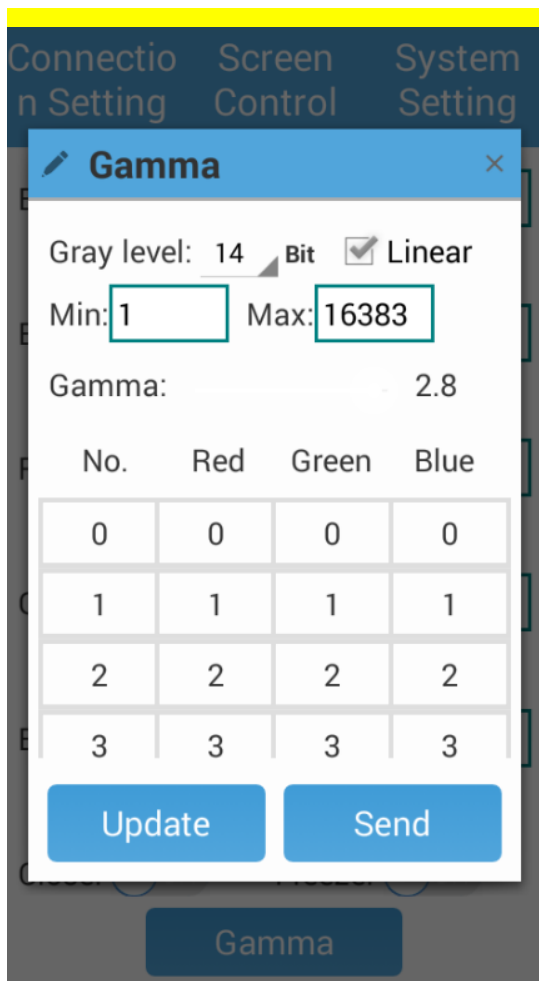 Connectio
n Setting
Screen
Control
System
Setting
Gamma ×
Gray level: 14 Bit Linear
Min: 1 Max: 16383
Gamma: 2.8
No. Red Green Blue
0 0 0 0
1 1 1 1
2 2 2 2
3 3 3 3
Update Send
Gamma